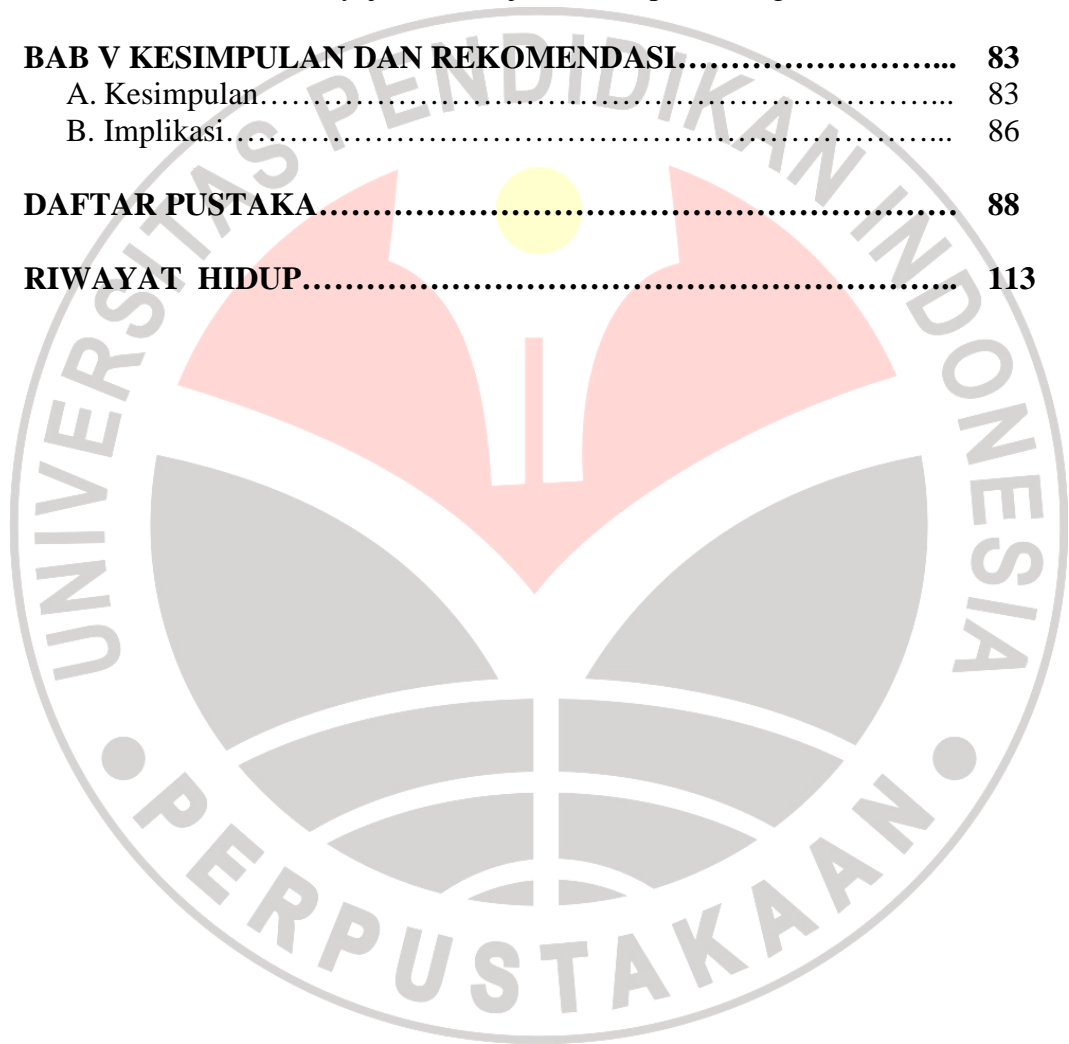 BAB V KESIMPULAN DAN REKOMENDASI…………………….. 83
A. Kesimpulan……………………………………………………….. 83
B. Implikasi………………………………………………………….. 86
DAFTAR PUSTAKA…………………………………………………… 88
RIWAYAT HIDUP…………………………………………………….. 113
UNIVERSITAS PENDIDIKAN INDONESIA
PERPUSTAKAAN